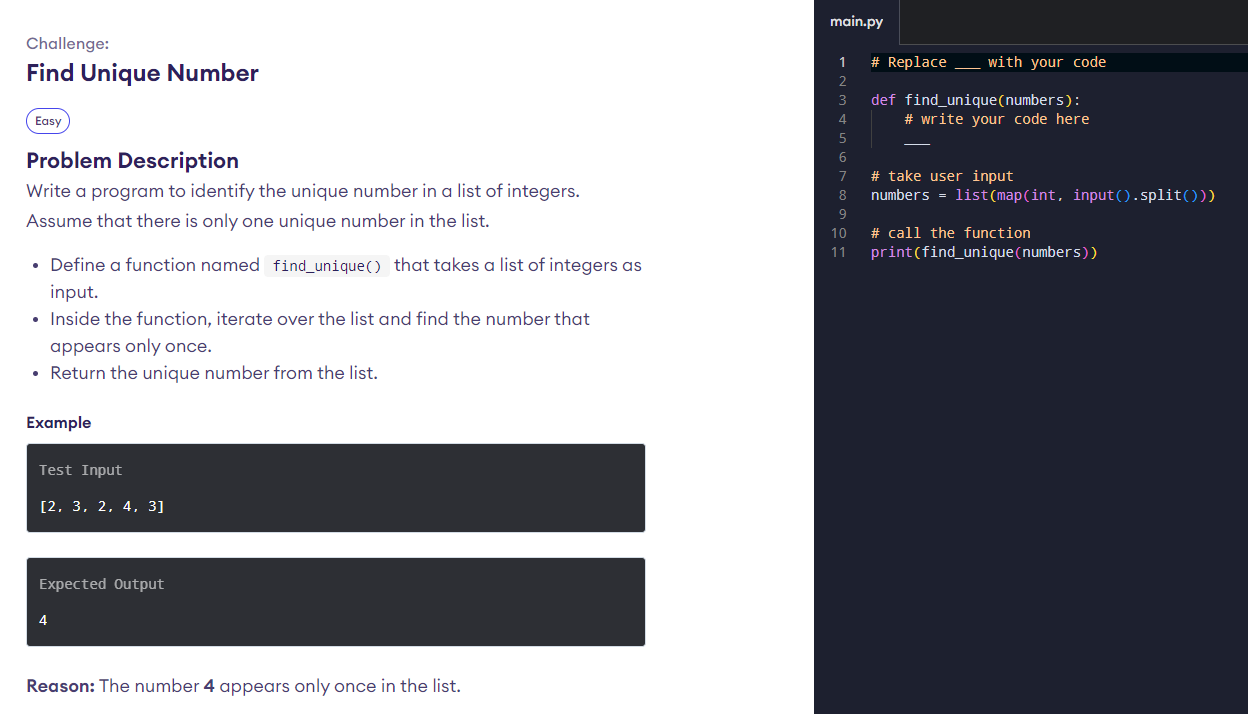 Challenge:
Find Unique Number
Easy
Problem Description
Write a program to identify the unique number in a list of integers.
Assume that there is only one unique number in the list.
• Define a function named find_unique() that takes a list of integers as
input.
• Inside the function, iterate over the list and find the number that
appears only once.
• Return the unique number from the list.
Example
Test Input
[2, 3, 2, 4, 3]
Expected Output
4
Reason: The number 4 appears only once in the list.
main.py
1 # Replace ___ with your code
2
3 def find_unique(numbers):
4     # write your code here
5     ___
6
7 # take user input
8 numbers = list(map(int, input().split()))
9
10 # call the function
11 print(find_unique(numbers))